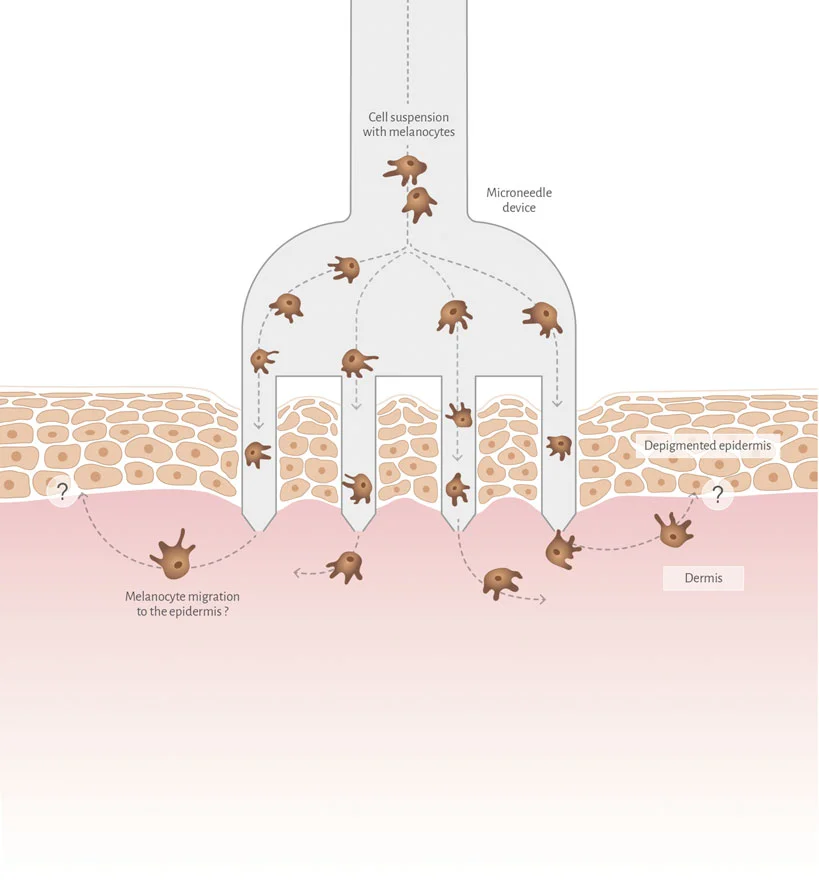 Cell suspension
with melanocytes
Microneedle
device
Depigmented epidermis
?
?
Dermis
Melanocyte migration
to the epidermis ?